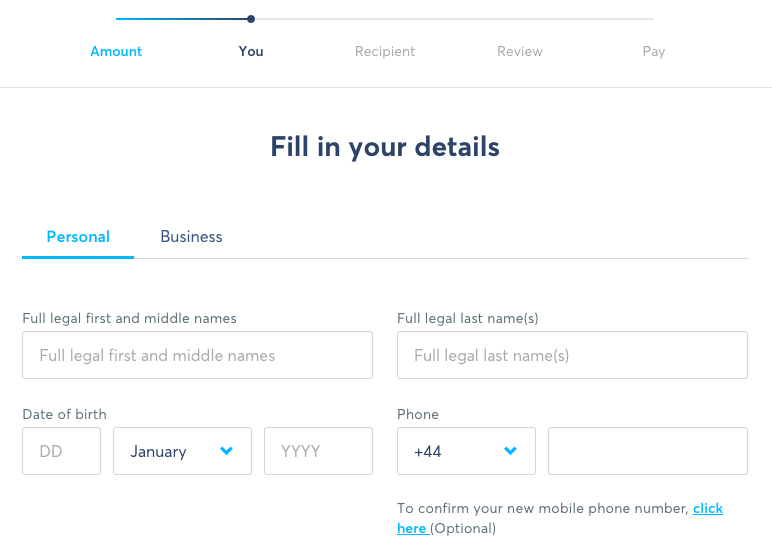 Amount You Recipient Review Pay
Fill in your details
Personal Business
Full legal first and middle names Full legal last name(s)
Full legal first and middle names Full legal last name(s)
Date of birth Phone
DD January YYYY +44
To confirm your new mobile phone number, click
here (Optional)